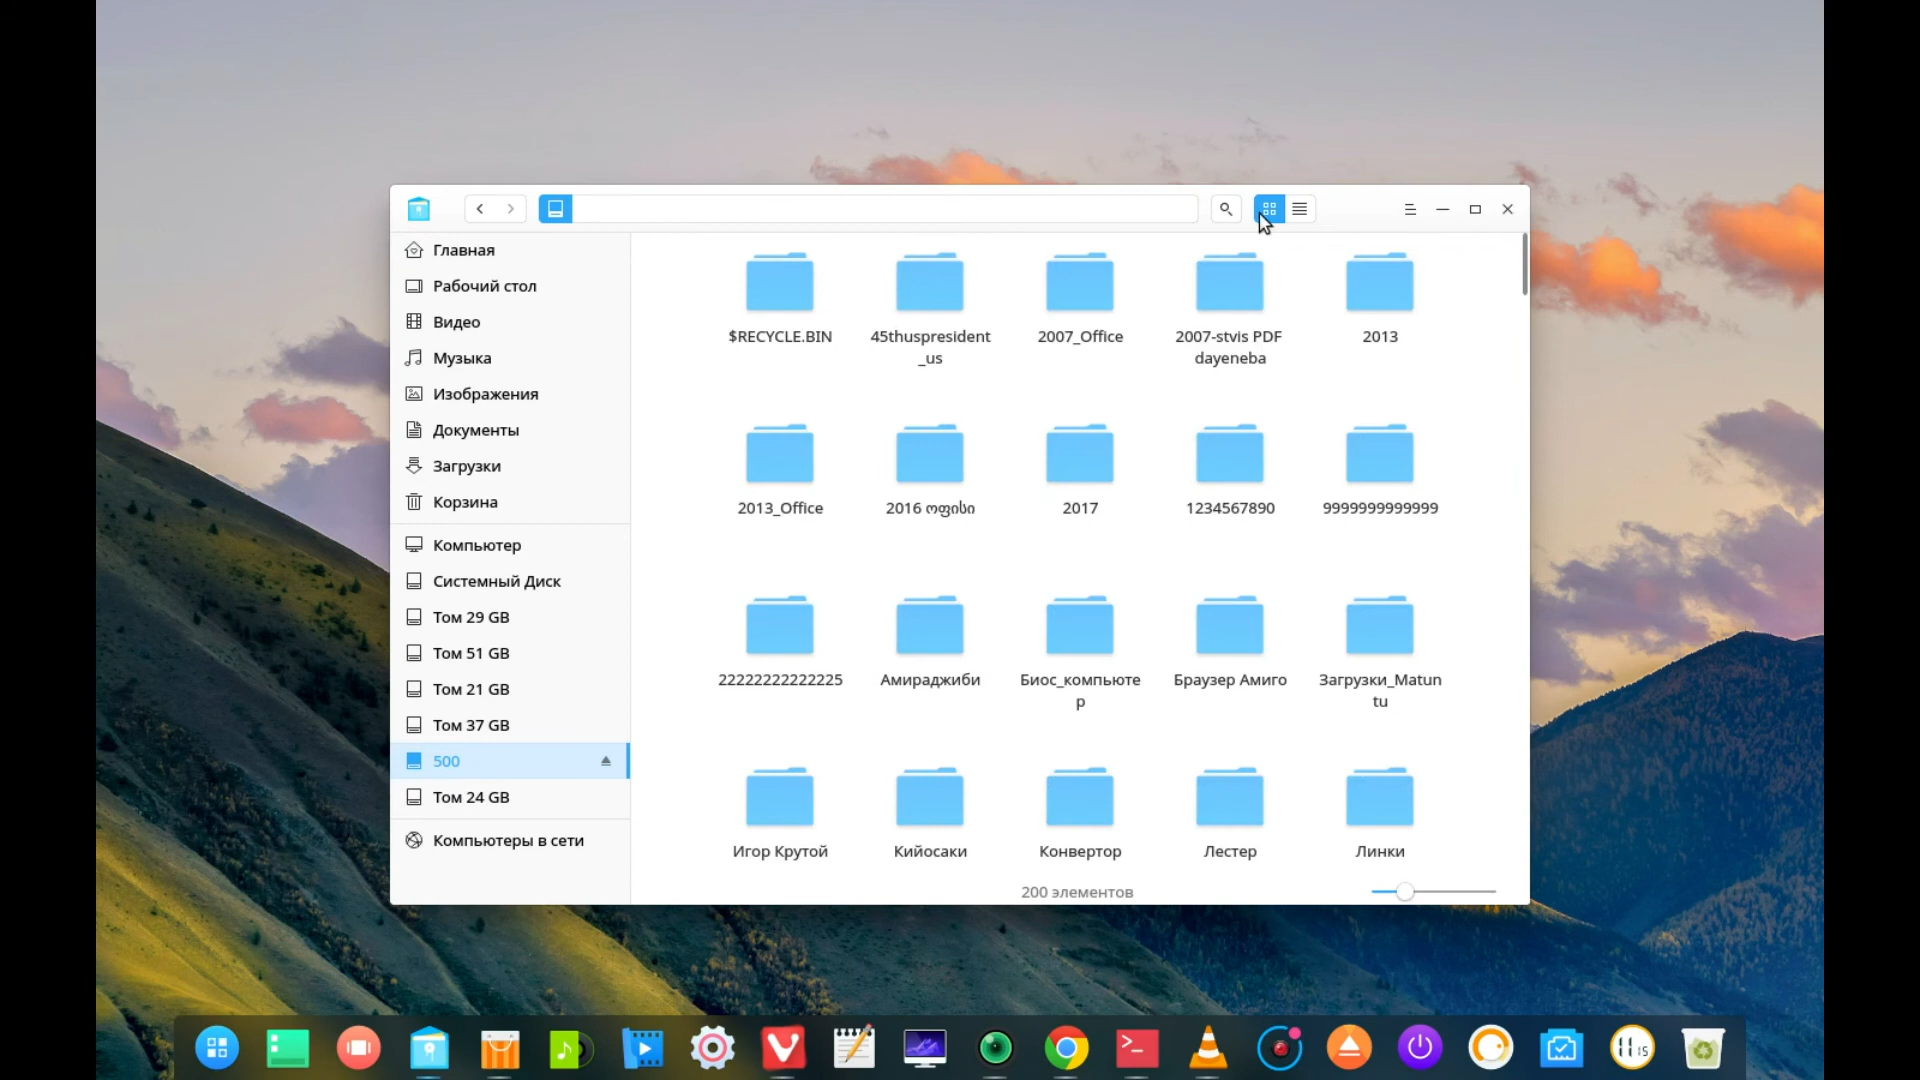 Главная
Рабочий стол
Видео
Музыка
Изображения
Документы
Загрузки
Корзина
Компьютер
Системный Диск
Том 29 GB
Том 51 GB
Том 21 GB
Том 37 GB
500
Том 24 GB
Компьютеры в сети
$RECYCLE.BIN
45thuspresident
_us
2007_Office
2007-stvis PDF
dayeneba
2013
2013_Office
2016 ოფისი
2017
1234567890
9999999999999
22222222222225
Амираджиби
Биос_компьюте
р
Браузер Амиго
Загрузки_Matun
tu
Игор Крутой
Кийосаки
Конвертор
Лестер
Линки
200 элементов
11 15